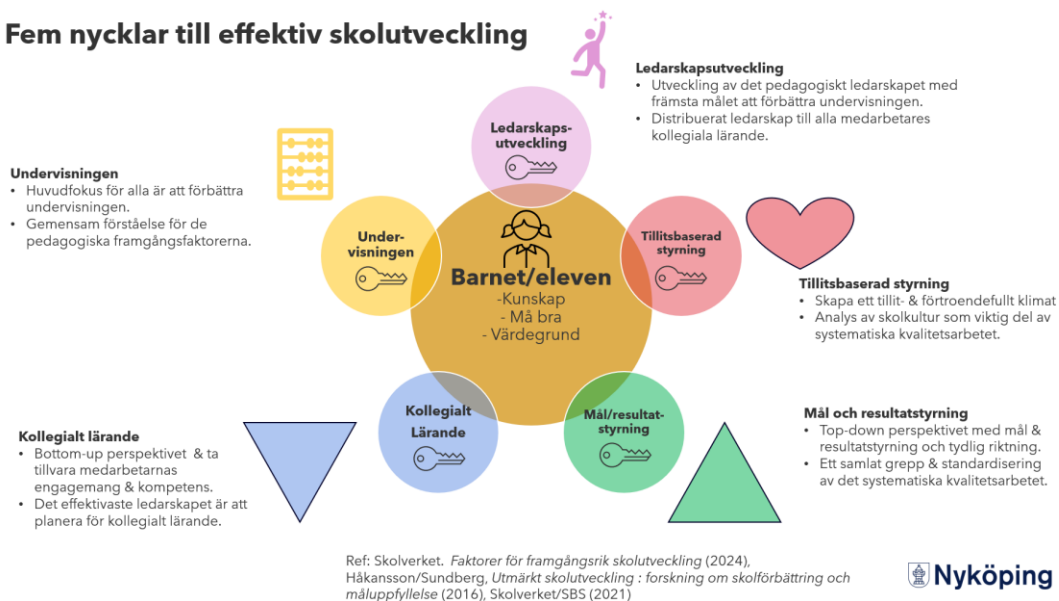 Fem nycklar till effektiv skolutveckling
Ledarskapsutveckling
• Utveckling av det pedagogiskt ledarskapet med
främsta målet att förbättra undervisningen.
• Distribuerat ledarskap till alla medarbetares
kollegiala lärande.
Ledarskaps-
utveckling
Undervisningen
• Huvudfokus för alla är att förbättra
undervisningen.
• Gemensam förståelse för de
pedagogiska framgångsfaktorerna.
Under-
visningen
Barnet/eleven
-Kunskap
- Må bra
- Värdegrund
Tillitsbaserad
styrning
Tillitsbaserad styrning
• Skapa ett tillit- & förtroendefullt klimat
• Analys av skolkultur som viktig del av
systematiska kvalitetsarbetet.
Kollegialt lärande
• Bottom-up perspektivet & ta
tillvara medarbetarnas
engagemang & kompetens.
• Det effektivaste ledarskapet är att
planera för kollegialt lärande.
Kollegialt
Lärande
Mål/resultat-
styrning
Mål och resultatstyrning
• Top-down perspektivet med mål &
resultatstyrning och tydlig riktning.
• Ett samlat grepp & standardisering
av det systematiska kvalitetsarbetet.
Ref: Skolverket. Faktorer för framgångsrik skolutveckling (2024),
Håkansson/Sundberg, Utmärkt skolutveckling : forskning om skolförbättring och
måluppfyllelse (2016), Skolverket/SBS (2021)
Nyköping